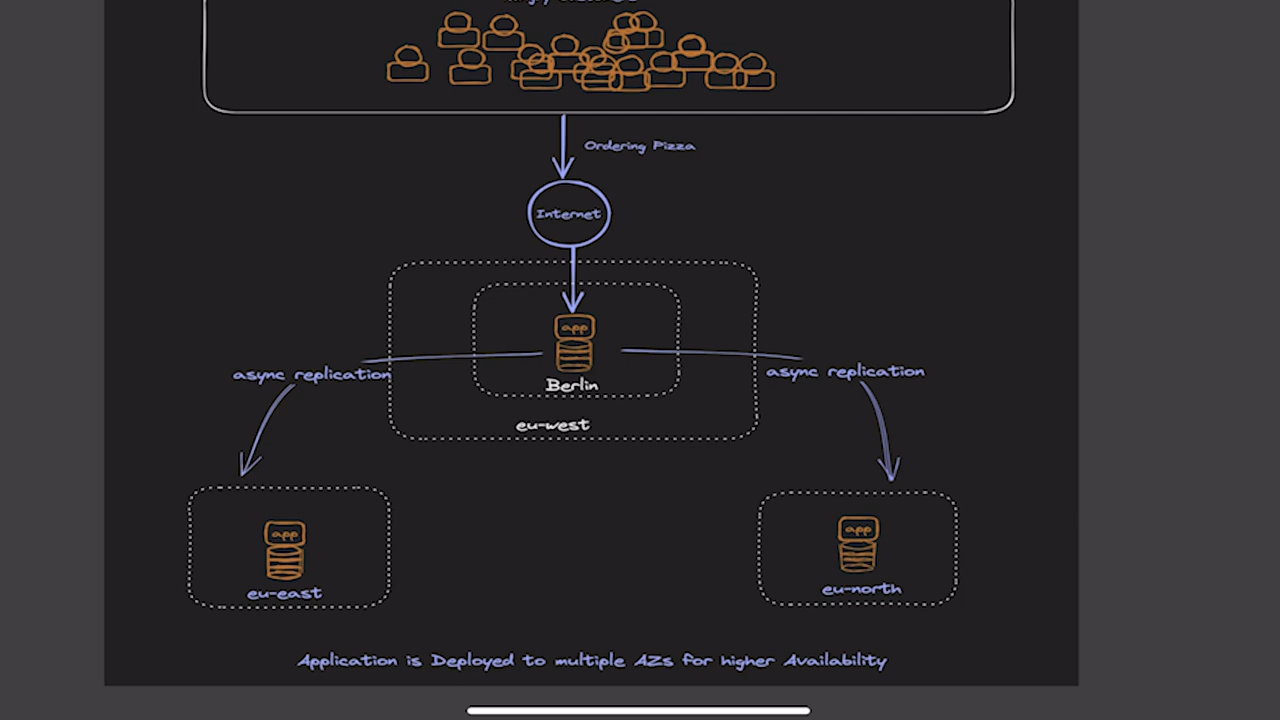 Ordering Pizza
Internet
app
Berlin
async replication
async replication
eu-west
app
eu-east
app
eu-north
Application is Deployed to multiple AZs for higher Availability